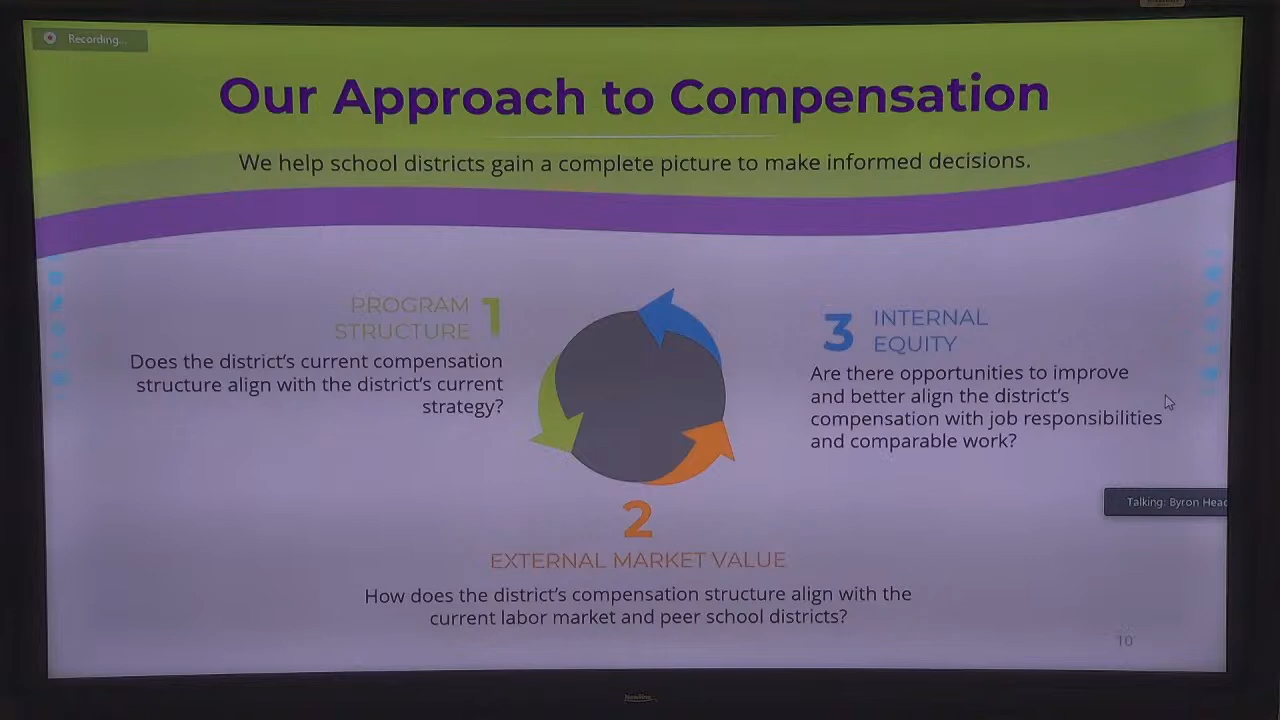 Recording...
Our Approach to Compensation
We help school districts gain a complete picture to make informed decisions.
PROGRAM
STRUCTURE
1
Does the district's current compensation
structure align with the district's current
strategy?
3
INTERNAL
EQUITY
Are there opportunities to improve
and better align the district's
compensation with job responsibilities
and comparable work?
Talking: Byron Head
2
EXTERNAL MARKET VALUE
How does the district's compensation structure align with the
current labor market and peer school districts?
10